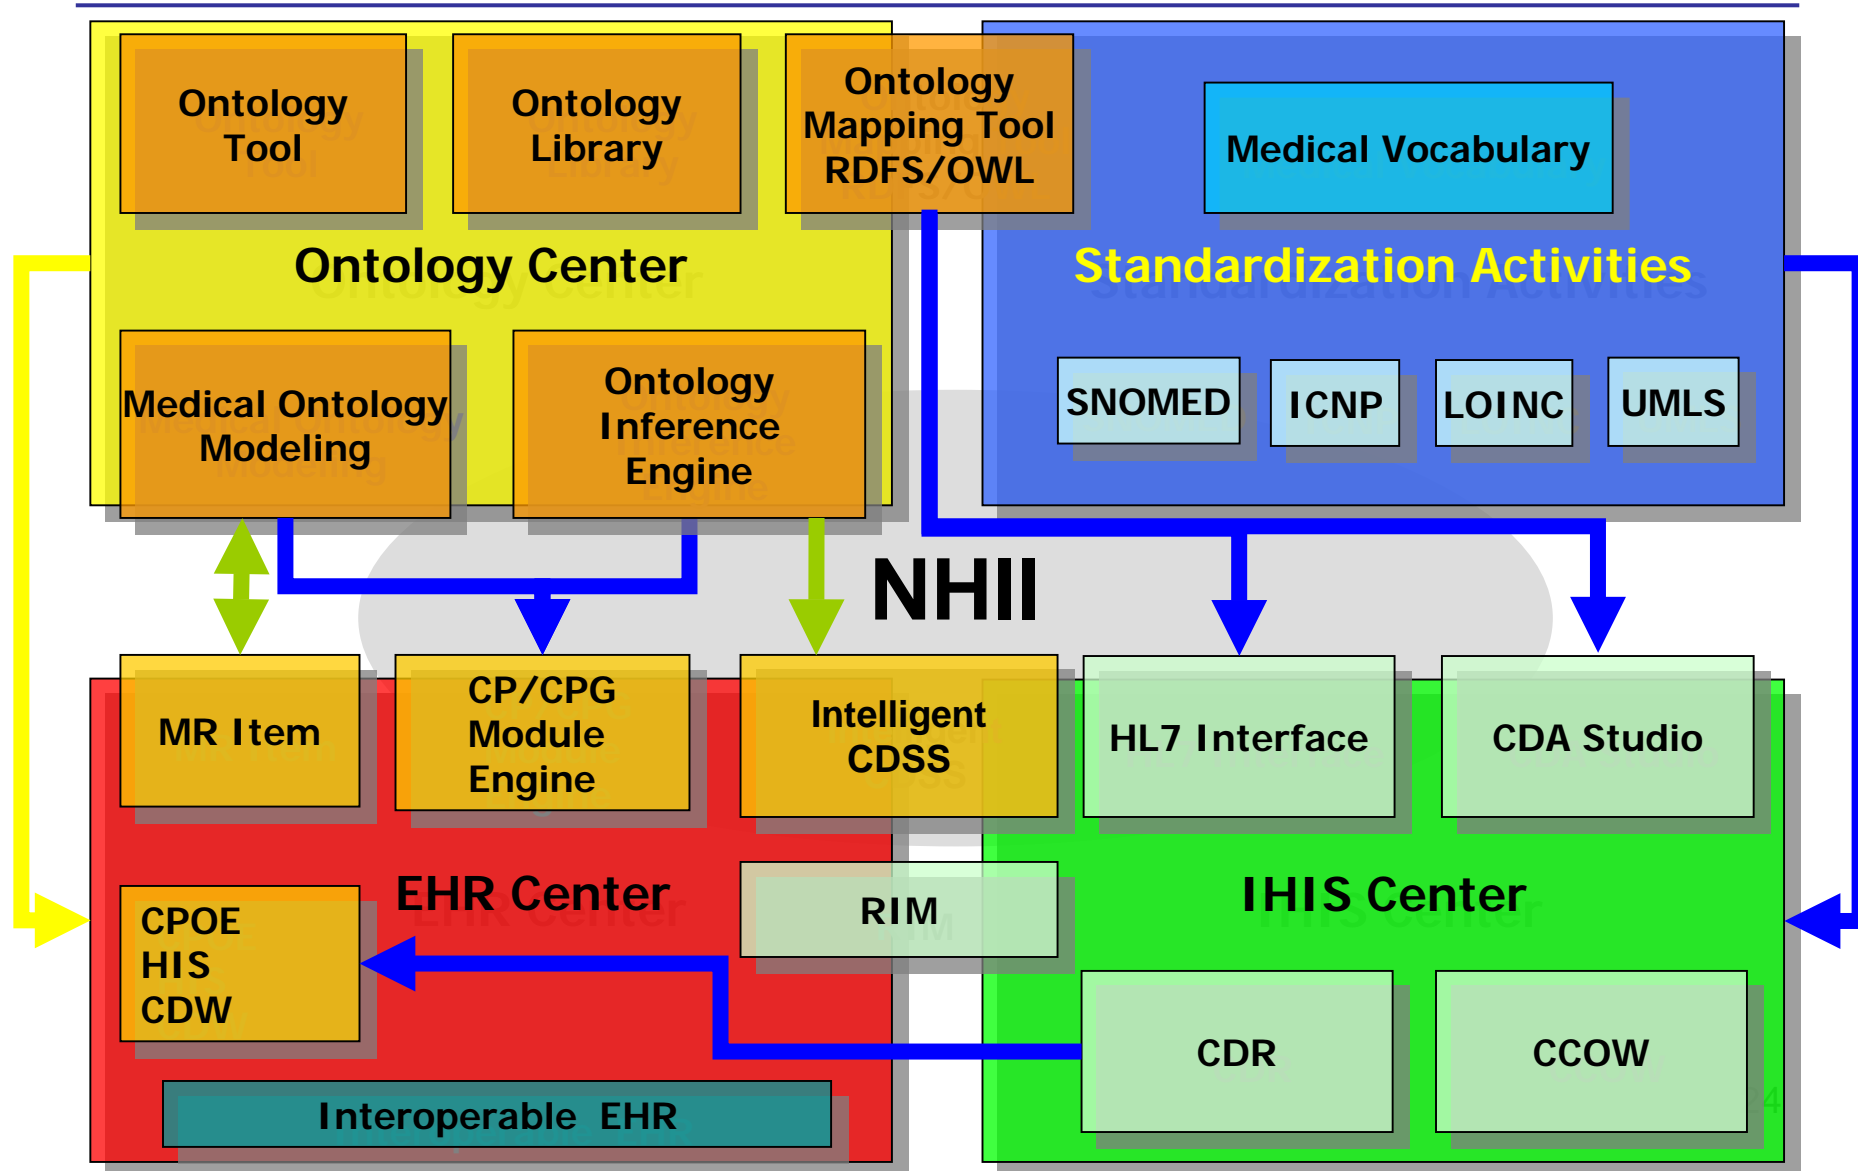 Ontology
Tool
Ontology
Library
Ontology
Mapping Tool
RDFS/OWL
Medical Vocabulary
Ontology Center
Standardization Activities
Medical Ontology
Modeling
Ontology
Inference
Engine
SNOMED
ICNP
LOINC
UMLS
NHII
MR Item
CP/CPG
Module
Engine
Intelligent
CDSS
HL7 Interface
CDA Studio
EHR Center
RIM
IHIS Center
CPOE
HIS
CDW
CDR
CCOW
24
Interoperable EHR